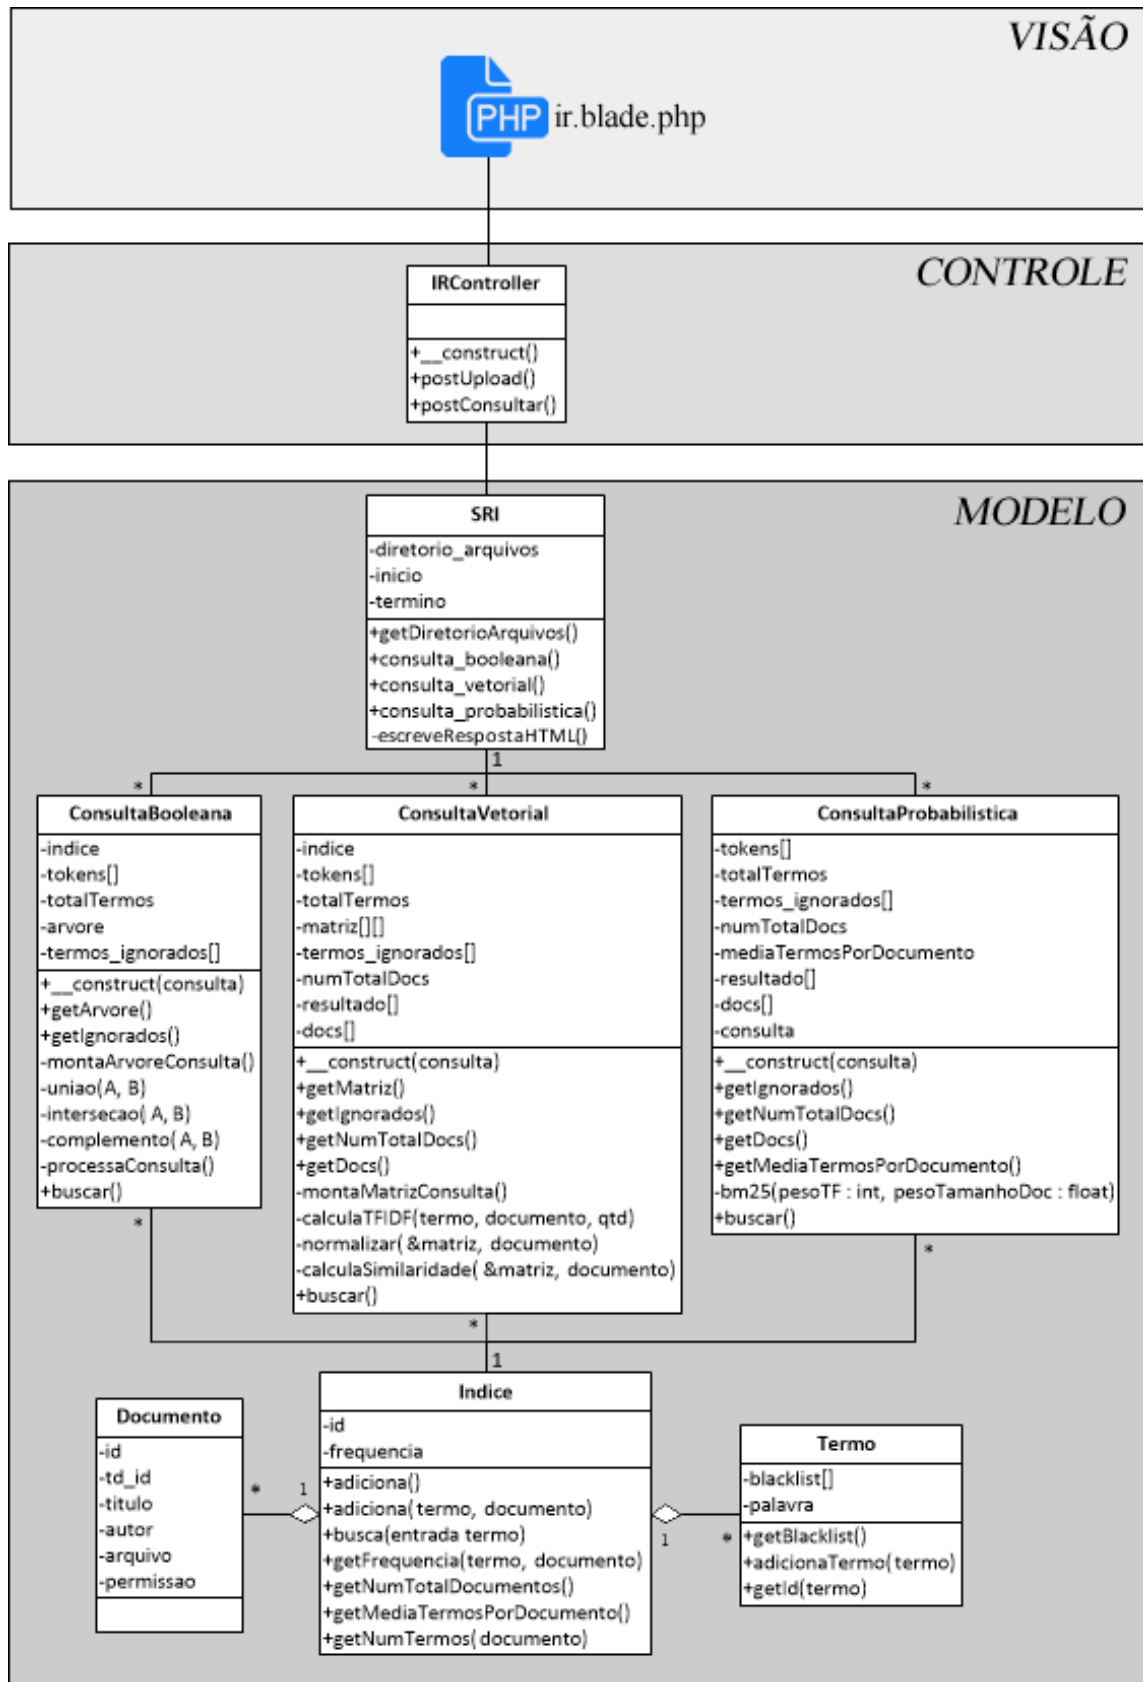 VISÃO
PHP ir.blade.php
CONTROLE
IRController
+__construct()
+postUpload()
+postConsultar()
MODELO
SRI
-diretorio_arquivos
-inicio
-termino
+getDiretorioArquivos()
+consulta_booleana()
+consulta_vetorial()
+consulta_probabilistica()
-escreveRespostaHTML()
1
*
*
*
ConsultaBooleana
-indice
-tokens[]
-totalTermos
-arvore
-termos_ignorados[]
+__construct(consulta)
+getArvore()
+getIgnorados()
-montaArvoreConsulta()
-uniao(A, B)
-intersecao( A, B)
-complemento( A, B)
-processaConsulta()
+buscar()
*
ConsultaVetorial
-indice
-tokens[]
-totalTermos
-matriz[][]
-termos_ignorados[]
-numTotalDocs
-resultado[]
-docs[]
+__construct(consulta)
+getMatriz()
+getIgnorados()
+getNumTotalDocs()
+getDocs()
-montaMatrizConsulta()
-calculaTFIDF(termo, documento, qtd)
-normalizar( &matriz, documento)
-calculaSimilaridade( &matriz, documento)
+buscar()
*
ConsultaProbabilistica
-tokens[]
-totalTermos
-termos_ignorados[]
-numTotalDocs
-mediaTermosPorDocumento
-resultado[]
-docs[]
-consulta
+__construct(consulta)
+getIgnorados()
+getNumTotalDocs()
+getDocs()
+getMediaTermosPorDocumento()
-bm25(pesoTF : int, pesoTamanhoDoc : float)
+buscar()
*
1
Documento
-id
-td_id
-titulo
-autor
-arquivo
-permissao
* 1
Indice
-id
-frequencia
+adiciona()
+adiciona( termo, documento)
+busca(entrada termo)
+getFrequencia(termo, documento)
+getNumTotalDocumentos()
+getMediaTermosPorDocumento()
+getNumTermos( documento)
1 *
Termo
-blacklist[]
-palavra
+getBlacklist()
+adicionaTermo(termo)
+getId(termo)